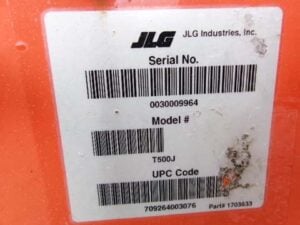 JLG JLG Industries, Inc.
Serial No.
0030009964
Model #
T500J
UPC Code
709264003076 Part# 1703633